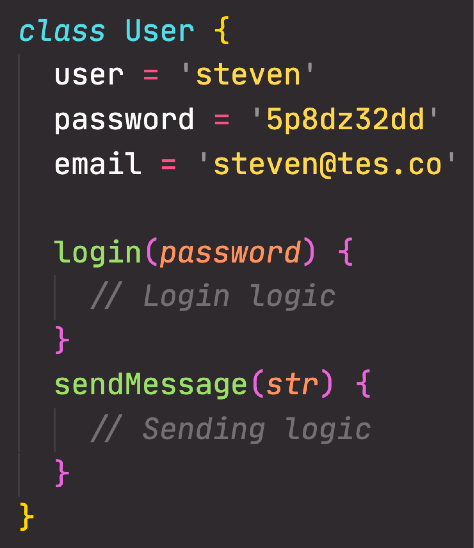 class User {
  user = 'steven'
  password = '5p8dz32dd'
  email = 'steven@tes.co'

  login(password) {
    // Login logic
  }
  sendMessage(str) {
    // Sending logic
  }
}